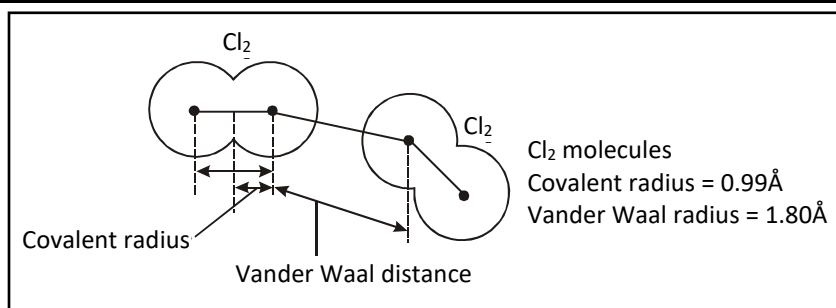 Cl₂
Cl₂
Cl₂ molecules
Covalent radius = 0.99Å
Vander Waal radius = 1.80Å
Covalent radius
Vander Waal distance